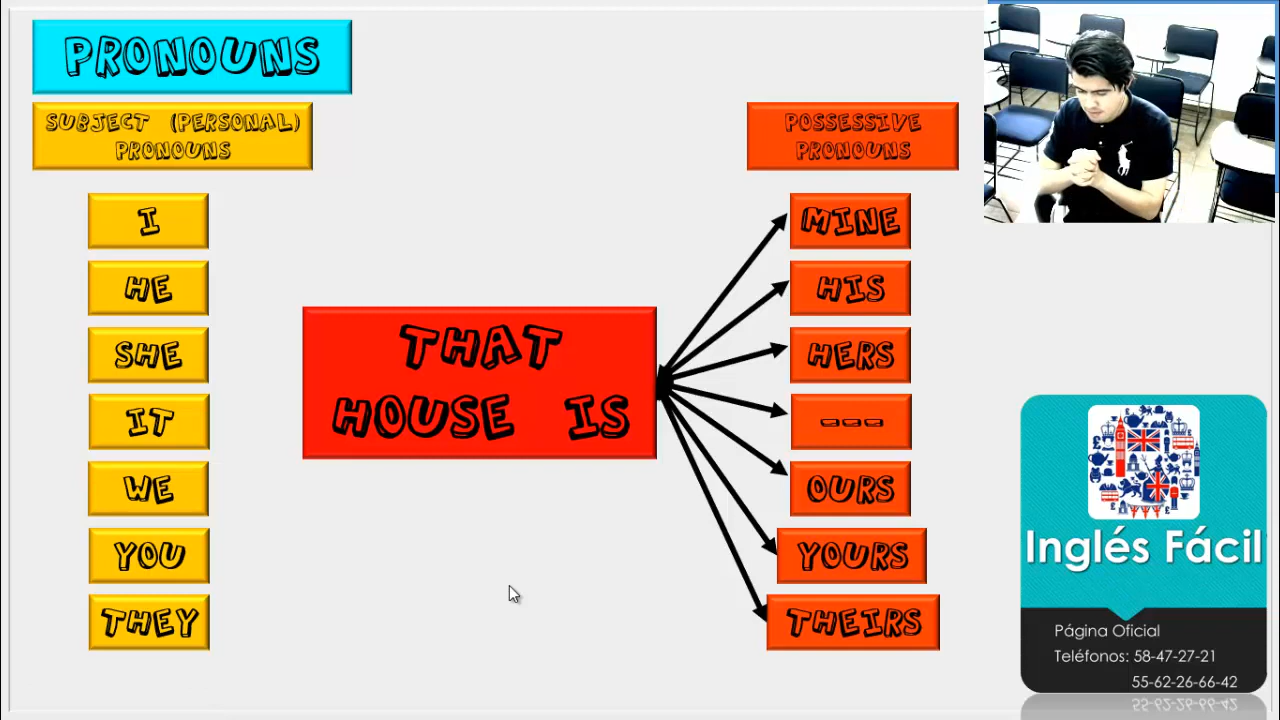 PRONOUNS
SUBJECT (PERSONAL)
PRONOUNS
POSSESSIVE
PRONOUNS
I
MINE
HE
HIS
THAT
HOUSE IS
SHE
HERS
IT
---
WE
OURS
YOU
YOURS
THEY
THEIRS
Inglés Fácil
Página Oficial
Teléfonos: 58-47-27-21
55-62-26-66-42